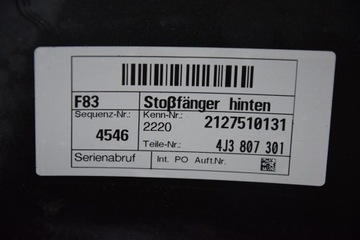 F83 Stoßfänger hinten
Sequenz-Nr.: Kenn-Nr.:
4546 2220 2127510131
Teile-Nr.: 4J3 807 301
Serienabruf Int. PO Auft.Nr.: